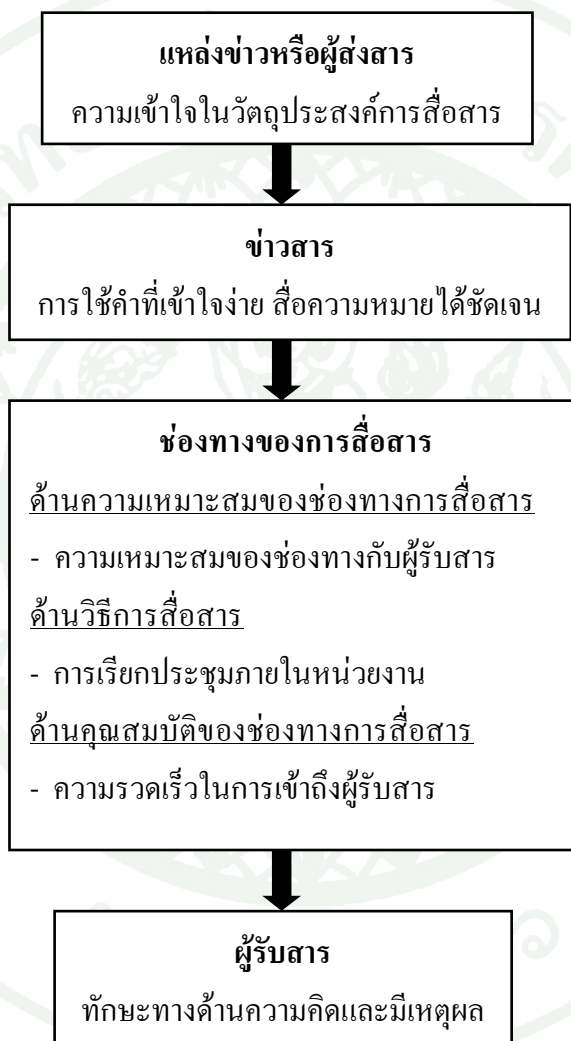 แหล่งข่าวหรือผู้ส่งสาร
ความเข้าใจในวัตถุประสงค์การสื่อสาร
ข่าวสาร
การใช้คำที่เข้าใจง่าย สื่อความหมายได้ชัดเจน
ช่องทางของการสื่อสาร
ด้านความเหมาะสมของช่องทางการสื่อสาร
- ความเหมาะสมของช่องทางกับผู้รับสาร
ด้านวิธีการสื่อสาร
- การเรียกประชุมภายในหน่วยงาน
ด้านคุณสมบัติของช่องทางการสื่อสาร
- ความรวดเร็วในการเข้าถึงผู้รับสาร
ผู้รับสาร
ทักษะทางด้านความคิดและมีเหตุผล